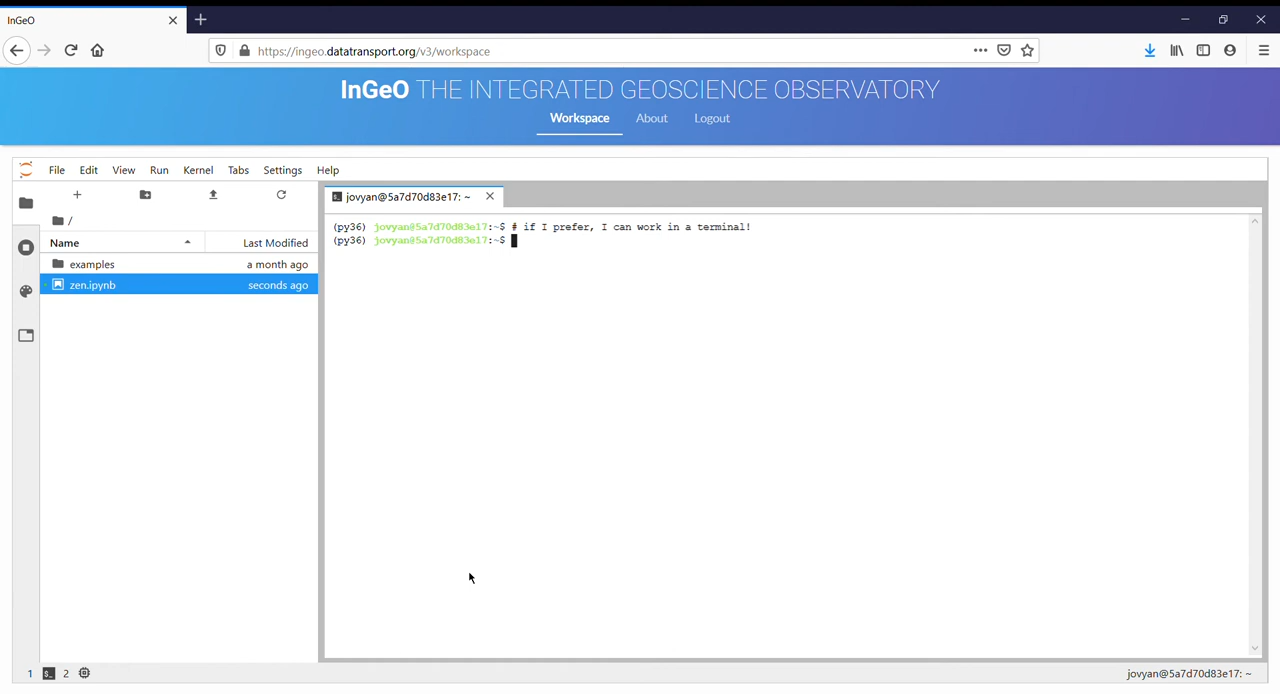 InGeO
https://ingeo.datatransport.org/v3/workspace
InGeO THE INTEGRATED GEOSCIENCE OBSERVATORY
Workspace About Logout
File Edit View Run Kernel Tabs Settings Help
jovyan@5a7d70d83e17: ~
/
Name Last Modified
examples a month ago
zen.ipynb seconds ago
(py36) jovyan@5a7d70d83e17:~$ # if I prefer, I can work in a terminal!
(py36) jovyan@5a7d70d83e17:~$
1 $_ 2 jovyan@5a7d70d83e17: ~